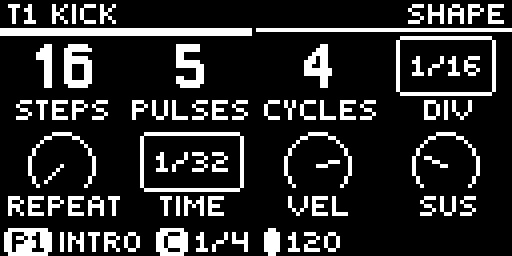 T1 KICK SHAPE
16 5 4 1/16
STEPS PULSES CYCLES DIV
1/32
REPEAT TIME VEL SUS
P1 INTRO C 1/4 120